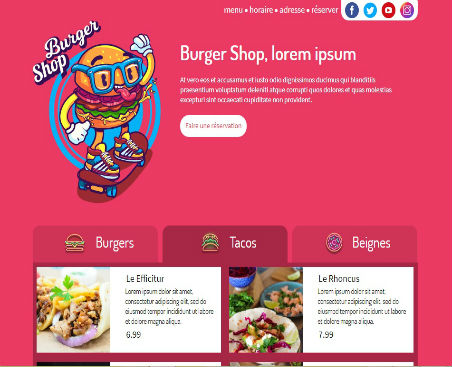 menu • horaire • adresse • réserver
Burger
Shop
Burger Shop, lorem ipsum
At vero eos et accusamus et iusto odio dignissimos ducimus qui blanditiis
praesentium voluptatum deleniti atque corrupti quos dolores et quas molestias
excepturi sint occaecati cupiditate non provident.
Faire une réservation
Burgers
Tacos
Beignes
Le Efficitur
Lorem ipsum dolor sit amet,
consectetur adipiscing elit, sed do
eiusmod tempor incididunt ut labore
et dolore magna aliqua.
6.99
Le Rhoncus
Lorem ipsum dolor sit amet,
consectetur adipiscing elit, sed do
eiusmod tempor incididunt ut labore
et dolore magna aliqua.
7.99